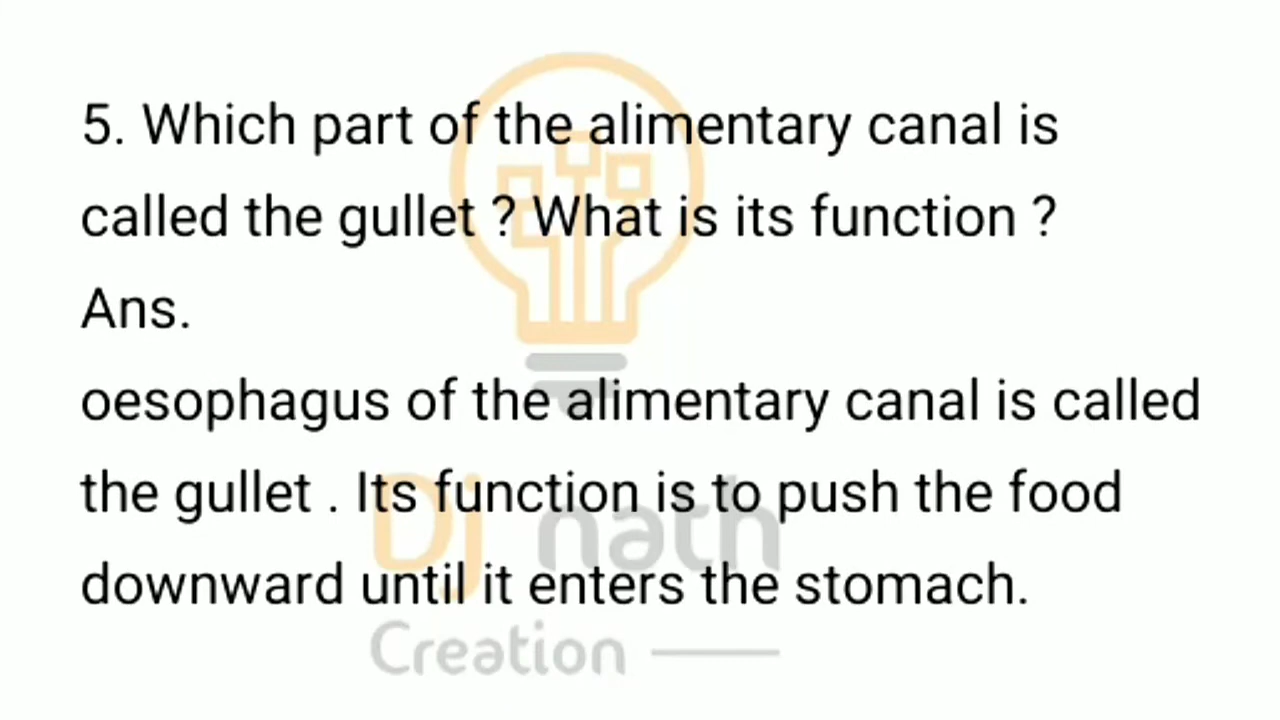 5. Which part of the alimentary canal is
called the gullet ? What is its function ?
Ans.
oesophagus of the alimentary canal is called
the gullet . Its function is to push the food
downward until it enters the stomach.
Dj nath
Creation